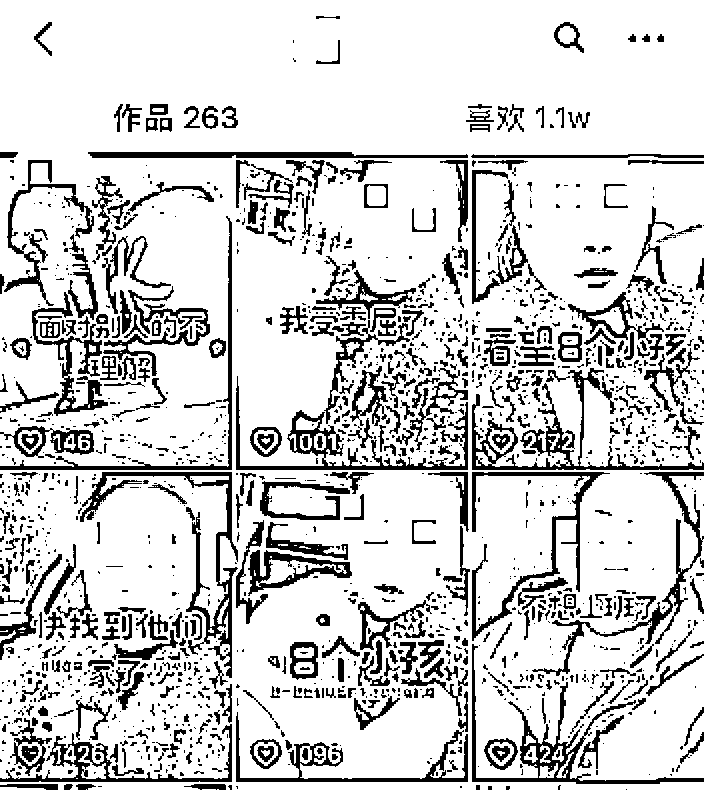 作品 263
喜欢 1.1w
面对别人的不
理解
146
我受委屈了
1001
看望8个小孩
2172
快找到他们
家了
1426
8个小孩
1096
不想上班了
424